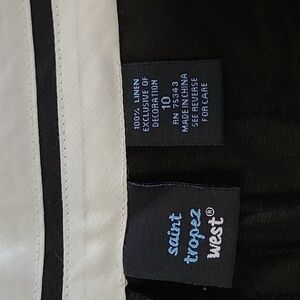 100% LINEN
EXCLUSIVE OF
DECORATION
10
RN 75343
MADE IN CHINA
SEE REVERSE
FOR CARE
saint
tropez
west®